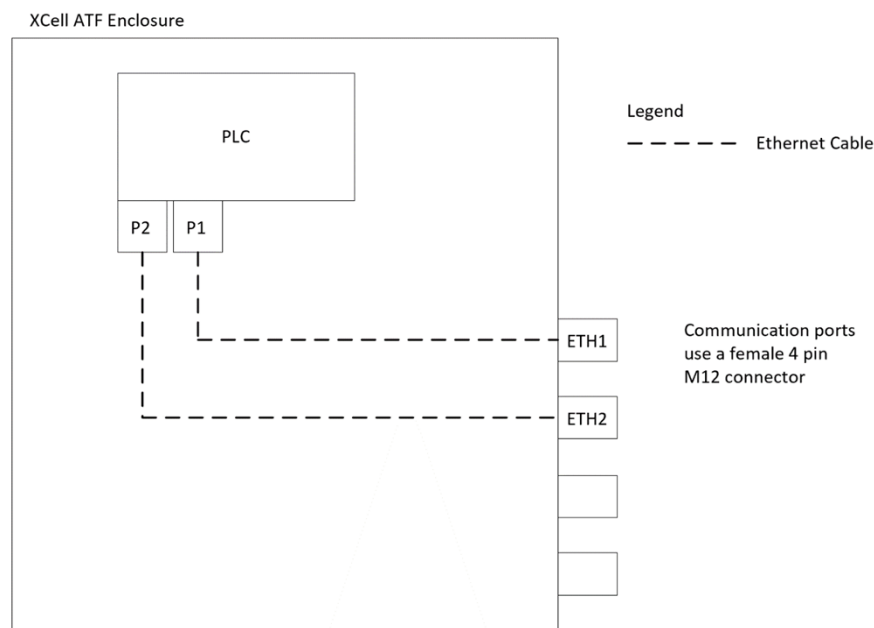 XCell ATF Enclosure
PLC
Legend
Ethernet Cable
P2
P1
ETH1
Communication ports
use a female 4 pin
M12 connector
ETH2